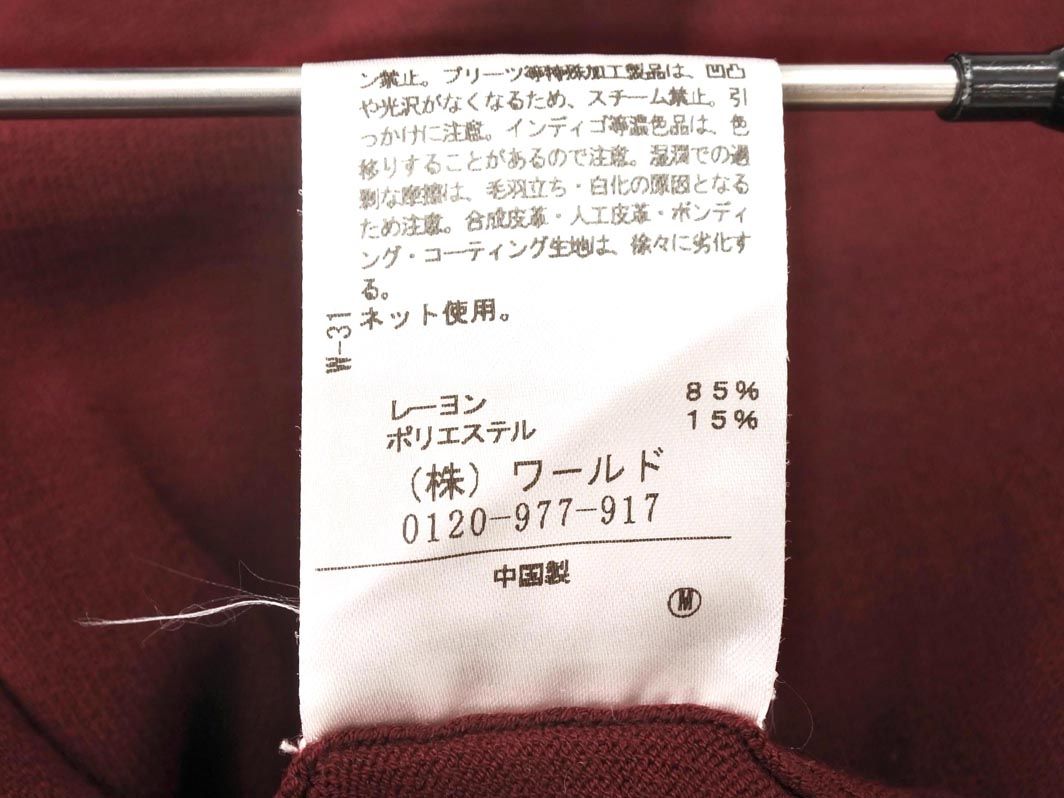 ン禁止。プリーツ等特殊加工製品は、凹凸
や光沢がなくなるため、スチーム禁止。引
っかけに注意。インディゴ等濃色品は、色
移りすることがあるので注意。湿潤での過
剰な摩擦は、毛羽立ち・白化の原因となる
ため注意。合成皮革・人工皮革・ボンディ
ング・コーティング生地は、徐々に劣化す
る。
ネット使用。
W-31
レーヨン 85%
ポリエステル 15%
（株）ワールド
0120-977-917
中国製
M